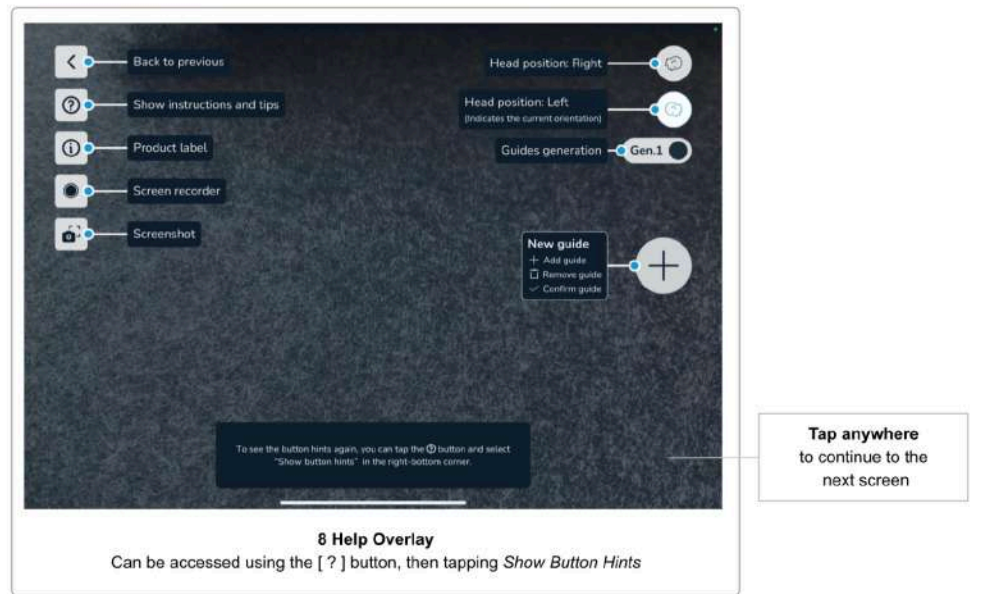 Back to previous
Show instructions and tips
Product label
Screen recorder
Screenshot
Head position: Right
Head position: Left
(Indicates the current orientation)
Guides generation
Gen.1
New guide
Add guide
Remove guide
Confirm guide
To see the button hints again, you can tap the ? button and select
"Show button hints" in the right-bottom corner.
Tap anywhere
to continue to the
next screen
8 Help Overlay
Can be accessed using the [ ? ] button, then tapping Show Button Hints